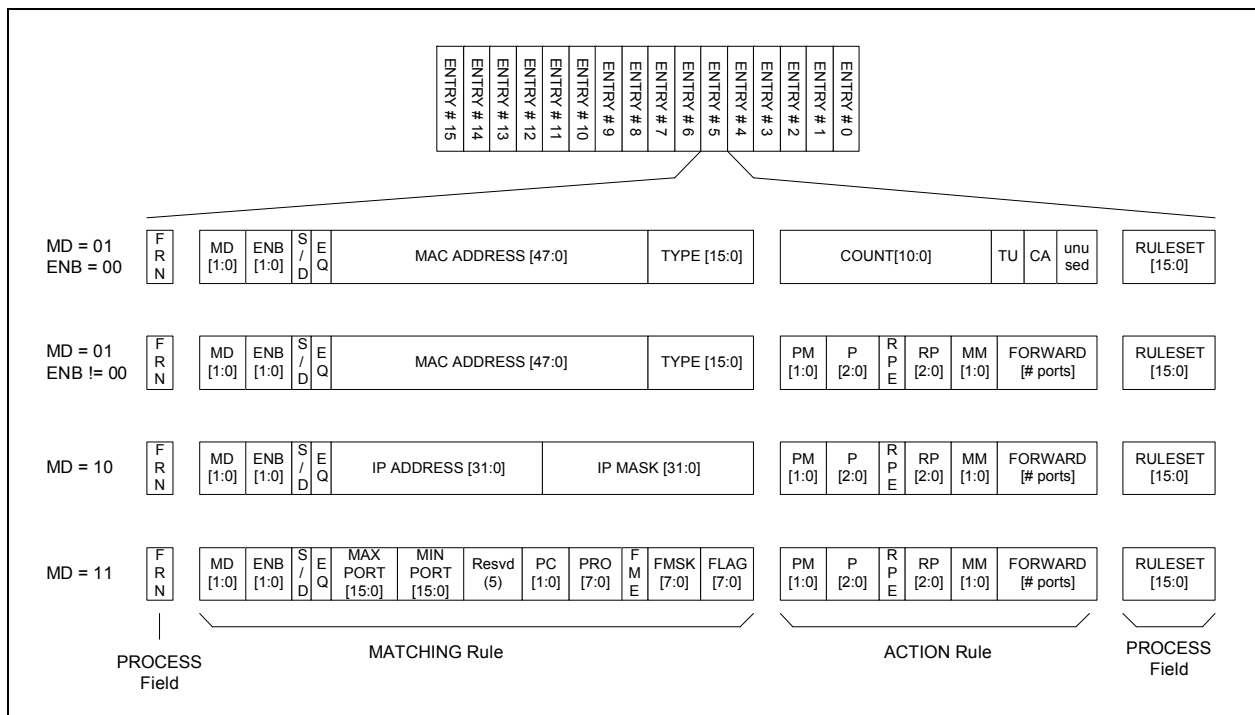 ENTRY # 15
ENTRY # 14
ENTRY # 13
ENTRY # 12
ENTRY # 11
ENTRY # 10
ENTRY # 9
ENTRY # 8
ENTRY # 7
ENTRY # 6
ENTRY # 5
ENTRY # 4
ENTRY # 3
ENTRY # 2
ENTRY # 1
ENTRY # 0
MD = 01
ENB = 00
FRN
MD
[1:0]
ENB
[1:0]
S/D
EQ
MAC ADDRESS [47:0]
TYPE [15:0]
COUNT[10:0]
TU
CA
unu
sed
RULESET
[15:0]
MD = 01
ENB != 00
FRN
MD
[1:0]
ENB
[1:0]
S/D
EQ
MAC ADDRESS [47:0]
TYPE [15:0]
PM
[1:0]
P
[2:0]
RPE
RP
[2:0]
MM
[1:0]
FORWARD
[# ports]
RULESET
[15:0]
MD = 10
FRN
MD
[1:0]
ENB
[1:0]
S/D
EQ
IP ADDRESS [31:0]
IP MASK [31:0]
PM
[1:0]
P
[2:0]
RPE
RP
[2:0]
MM
[1:0]
FORWARD
[# ports]
RULESET
[15:0]
MD = 11
FRN
MD
[1:0]
ENB
[1:0]
S/D
EQ
MAX
PORT
[15:0]
MIN
PORT
[15:0]
Resvd
(5)
PC
[1:0]
PRO
[7:0]
FME
FMSK
[7:0]
FLAG
[7:0]
PM
[1:0]
P
[2:0]
RPE
RP
[2:0]
MM
[1:0]
FORWARD
[# ports]
RULESET
[15:0]
PROCESS
Field
MATCHING Rule
ACTION Rule
PROCESS
Field